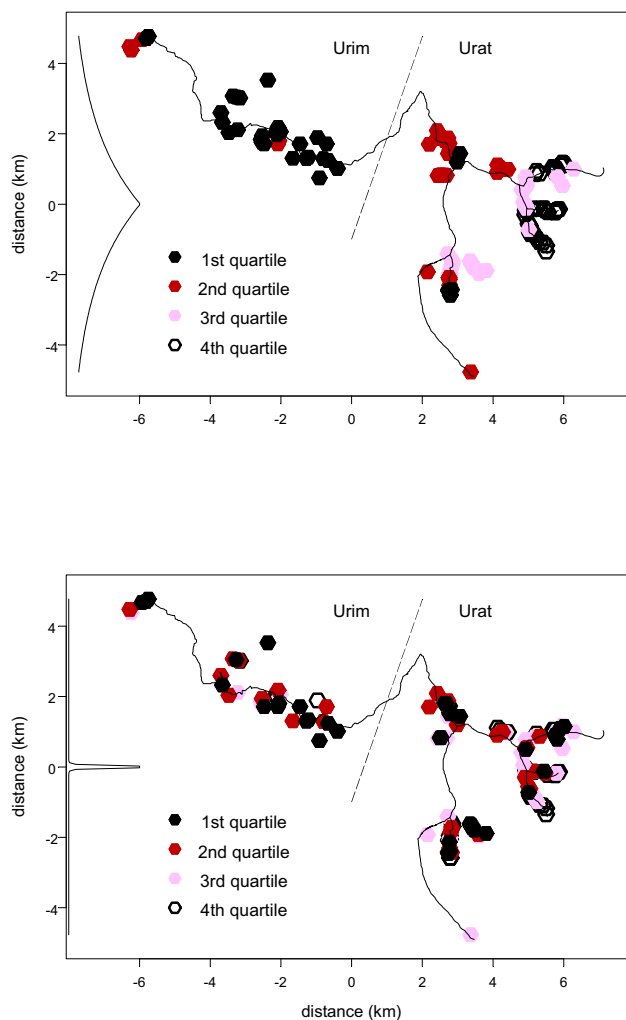 Urim Urat
4
2
0
-2
-4
distance (km)
1st quartile
2nd quartile
3rd quartile
4th quartile
-6 -4 -2 0 2 4 6
Urim Urat
4
2
0
-2
-4
distance (km)
1st quartile
2nd quartile
3rd quartile
4th quartile
-6 -4 -2 0 2 4 6
distance (km)